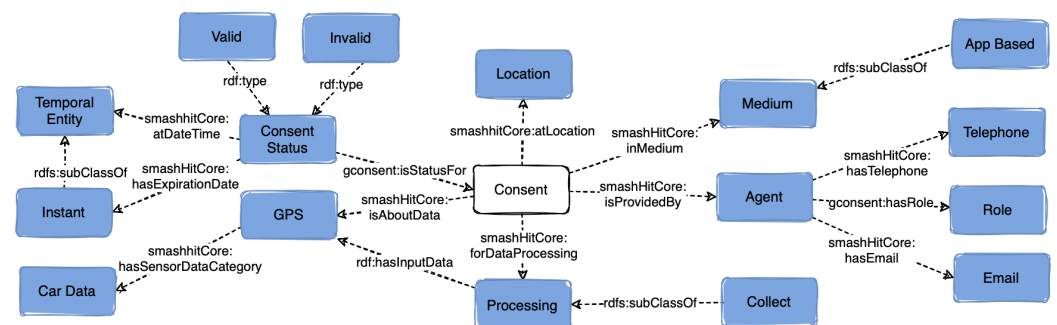 Valid
Invalid
App Based
rdf:type
rdf:type
Location
rdfs:subClassOf
Temporal
Entity
Medium
smashhitCore:
atDateTime
Consent
Status
smashhitCore:atLocation
smashHitCore:
inMedium
Telephone
rdfs:subClassOf
gconsent:isStatusFor
smashHitCore:
hasTelephone
smashHitCore:
hasExpirationDate
Consent
smashHitCore:
isProvidedBy
Agent
Instant
GPS
smashHitCore:
isAboutData
gconsent:hasRole
Role
smashhitCore:
hasSensorDataCategory
smashHitCore:
forDataProcessing
smashHitCore:
hasEmail
rdf:hasInputData
Car Data
Processing
rdfs:subClassOf
Collect
Email